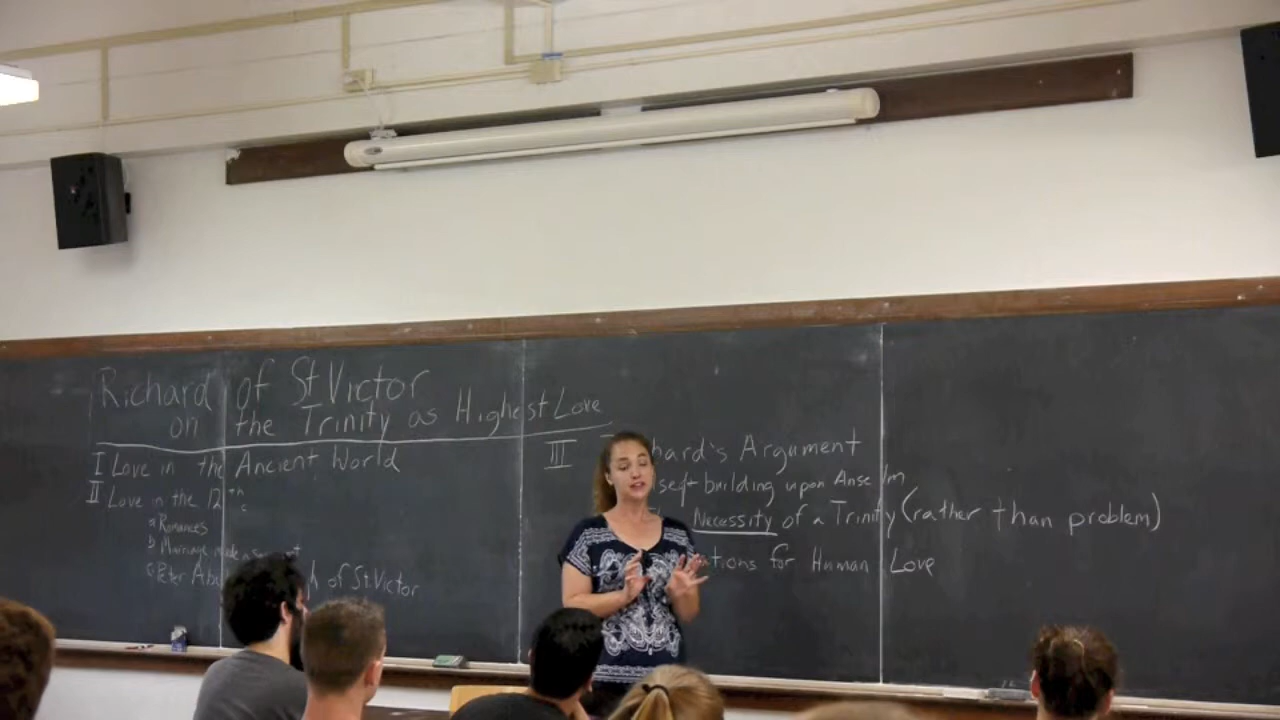 Richard of St Victor
on the Trinity as Highest Love
I Love in the Ancient World
II Love in the 12th c
a Romances
b Marriage made a
c Peter of St. Victor
III hard's Argument
building upon Anselm
Necessity of a Trinity (rather than problem)
ations for Human Love